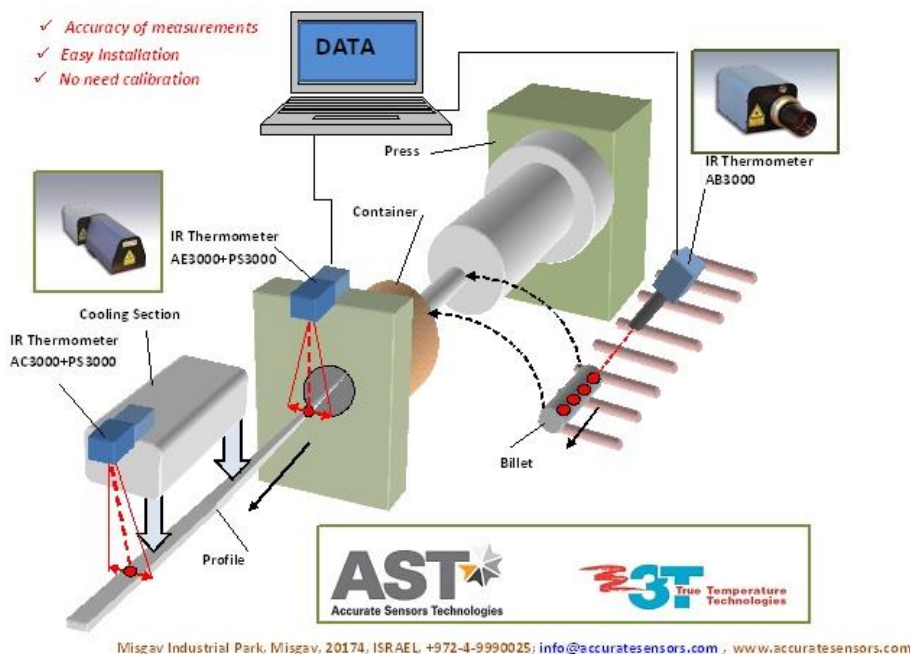 ✓ Accuracy of measurements
✓ Easy Installation
✓ No need calibration
DATA
Press
IR Thermometer
AB3000
Container
IR Thermometer
AE3000+PS3000
Cooling Section
IR Thermometer
AC3000+PS3000
Billet
Profile
AST
Accurate Sensors Technologies
3T
True Temperature
Technologies
Misgav Industrial Park, Misgav, 20174, ISRAEL, +972-4-9990025; info@accuratesensors.com , www.accuratesensors.com